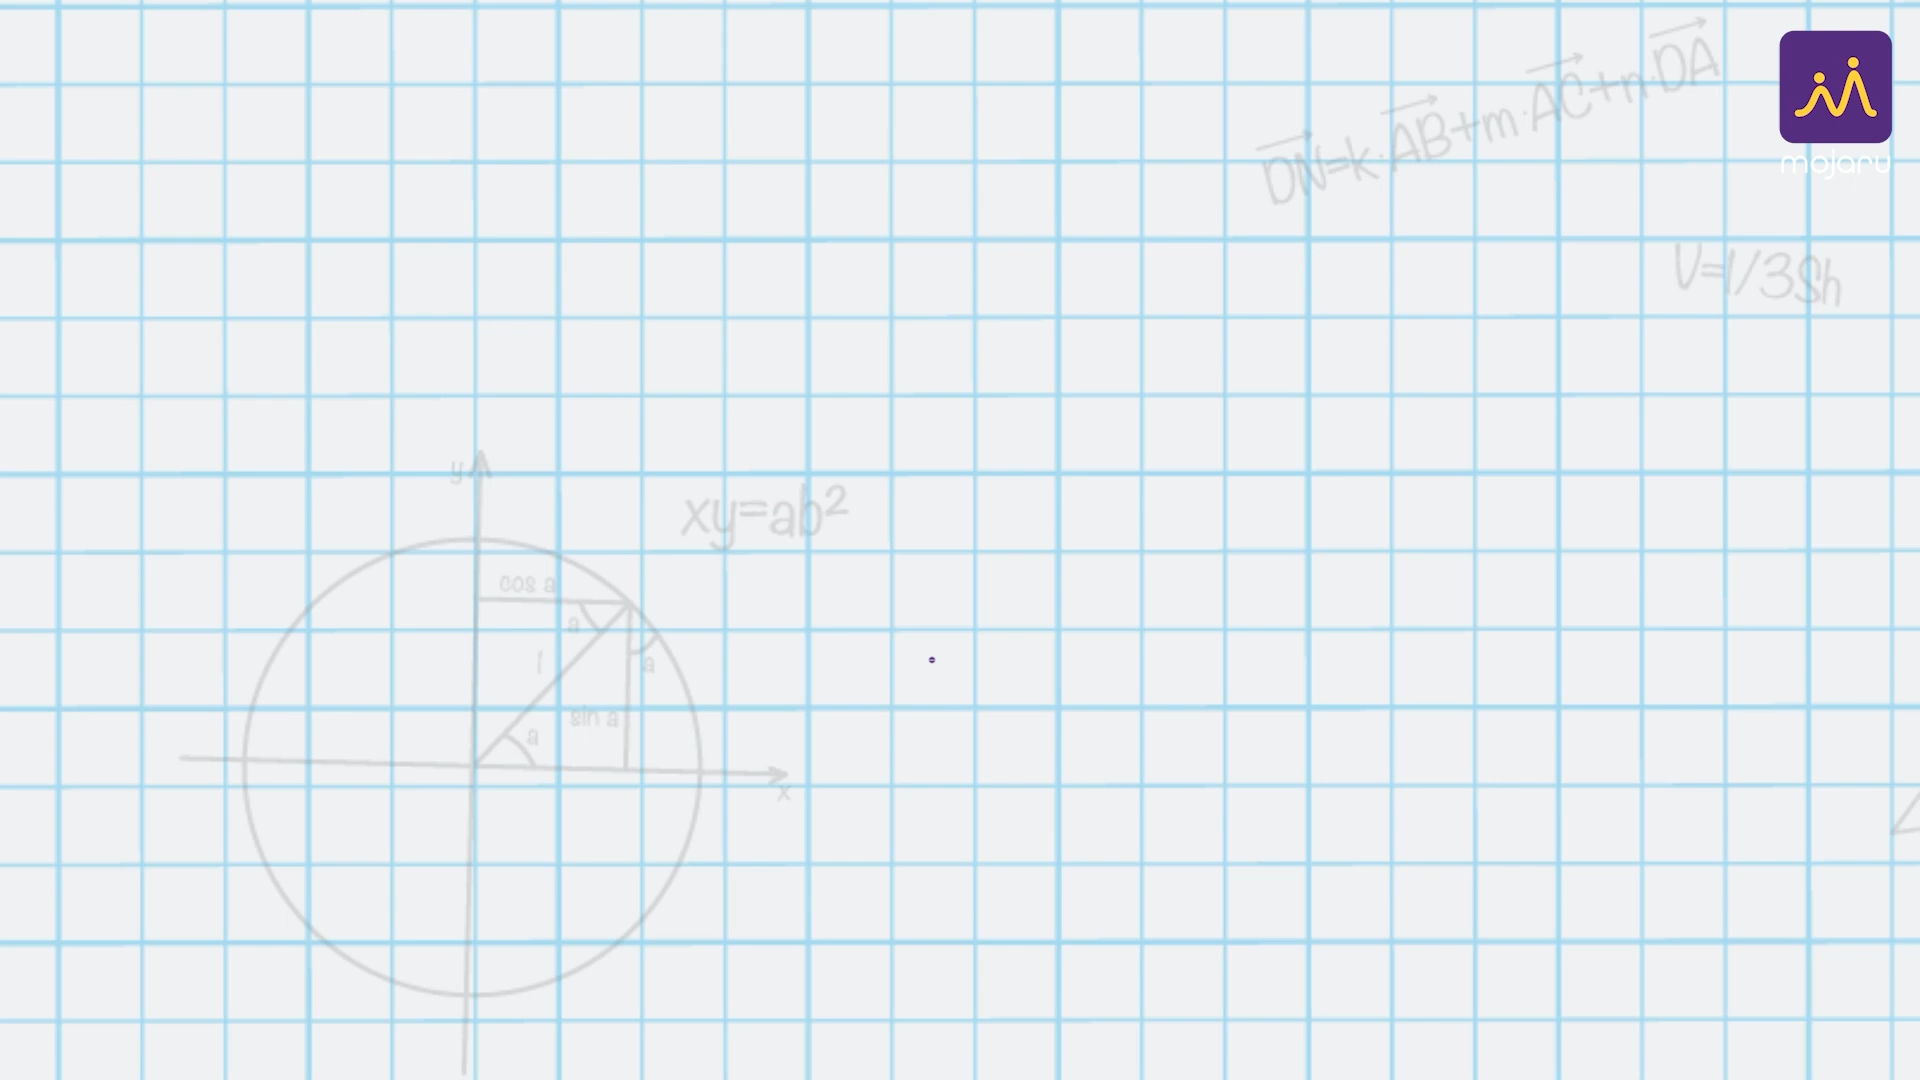 DN=k·AB+m·AC+n·DA
mojaru
V=1/3Sh
y
xy=ab²
cos a
a
1
a
sin a
a
x